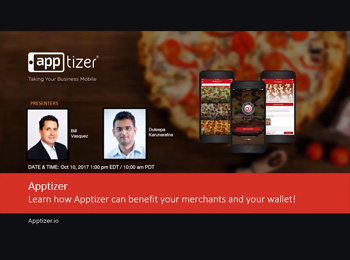 app tizer
Taking Your Business Mobile
PRESENTERS
Bill
Vasquez
Duleepa
Karunaratna
DATE & TIME: Oct 10, 2017 1:00 pm EDT / 10:00 am PDT
Apptizer
Learn how Apptizer can benefit your merchants and your wallet!
Apptizer.io